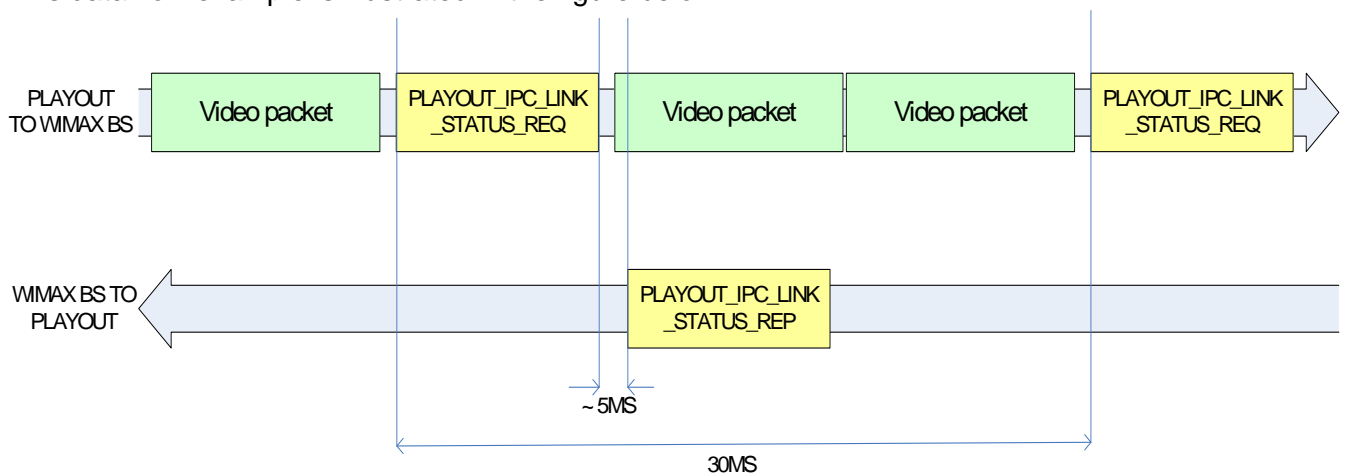 PLAYOUT
TO WIMAX BS
Video packet
PLAYOUT_IPC_LINK
_STATUS_REQ
Video packet
Video packet
PLAYOUT_IPC_LINK
_STATUS_REQ
WIMAX BS TO
PLAYOUT
PLAYOUT_IPC_LINK
_STATUS_REP
~ 5MS
30MS